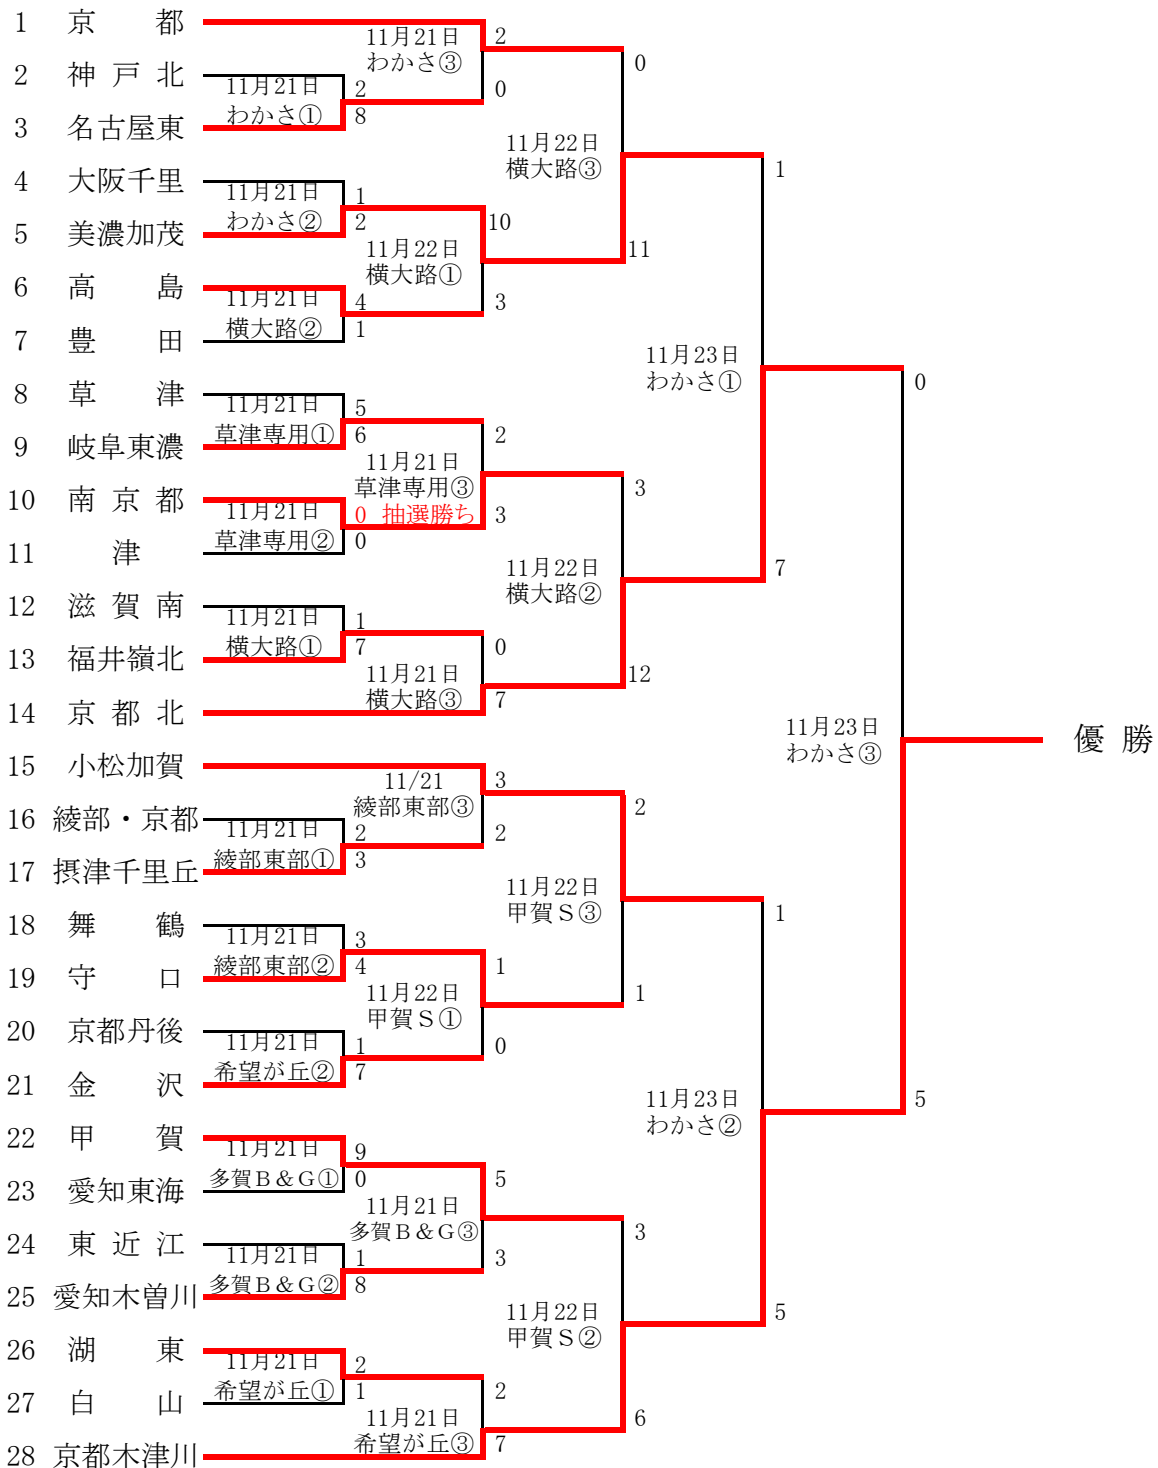 1 京 都
11月21日
わかさ③
2
0
2 神 戸 北
11月21日
わかさ①
2
0
8
3 名古屋東
11月22日
横大路③
1
4 大阪千里
11月21日
わかさ②
1
2
10
5 美濃加茂
11月22日
横大路①
11
6 高 島
11月21日
横大路②
4
1
3
7 豊 田
11月23日
わかさ①
0
8 草 津
11月21日
草津専用①
5
6
2
9 岐阜東濃
11月21日
草津専用③
3
10 南 京 都
11月21日
草津専用②
0 抽選勝ち
0
3
11 津
11月22日
横大路②
7
12 滋 賀 南
11月21日
横大路①
1
7
0
13 福井嶺北
11月21日
横大路③
12
7
14 京 都 北
11月23日
わかさ③
優 勝
15 小松加賀
11/21
綾部東部③
3
2
16 綾部・京都
11月21日
綾部東部①
2
3
2
17 摂津千里丘
11月22日
甲賀S③
1
18 舞 鶴
11月21日
綾部東部②
3
4
1
19 守 口
11月22日
甲賀S①
1
20 京都丹後
11月21日
希望が丘②
1
7
0
21 金 沢
11月23日
わかさ②
5
22 甲 賀
11月21日
多賀B&G①
9
0
5
23 愛知東海
11月21日
多賀B&G③
3
24 東 近 江
11月21日
多賀B&G②
1
8
3
25 愛知木曽川
11月22日
甲賀S②
5
26 湖 東
11月21日
希望が丘①
2
1
2
27 白 山
11月21日
希望が丘③
6
7
28 京都木津川